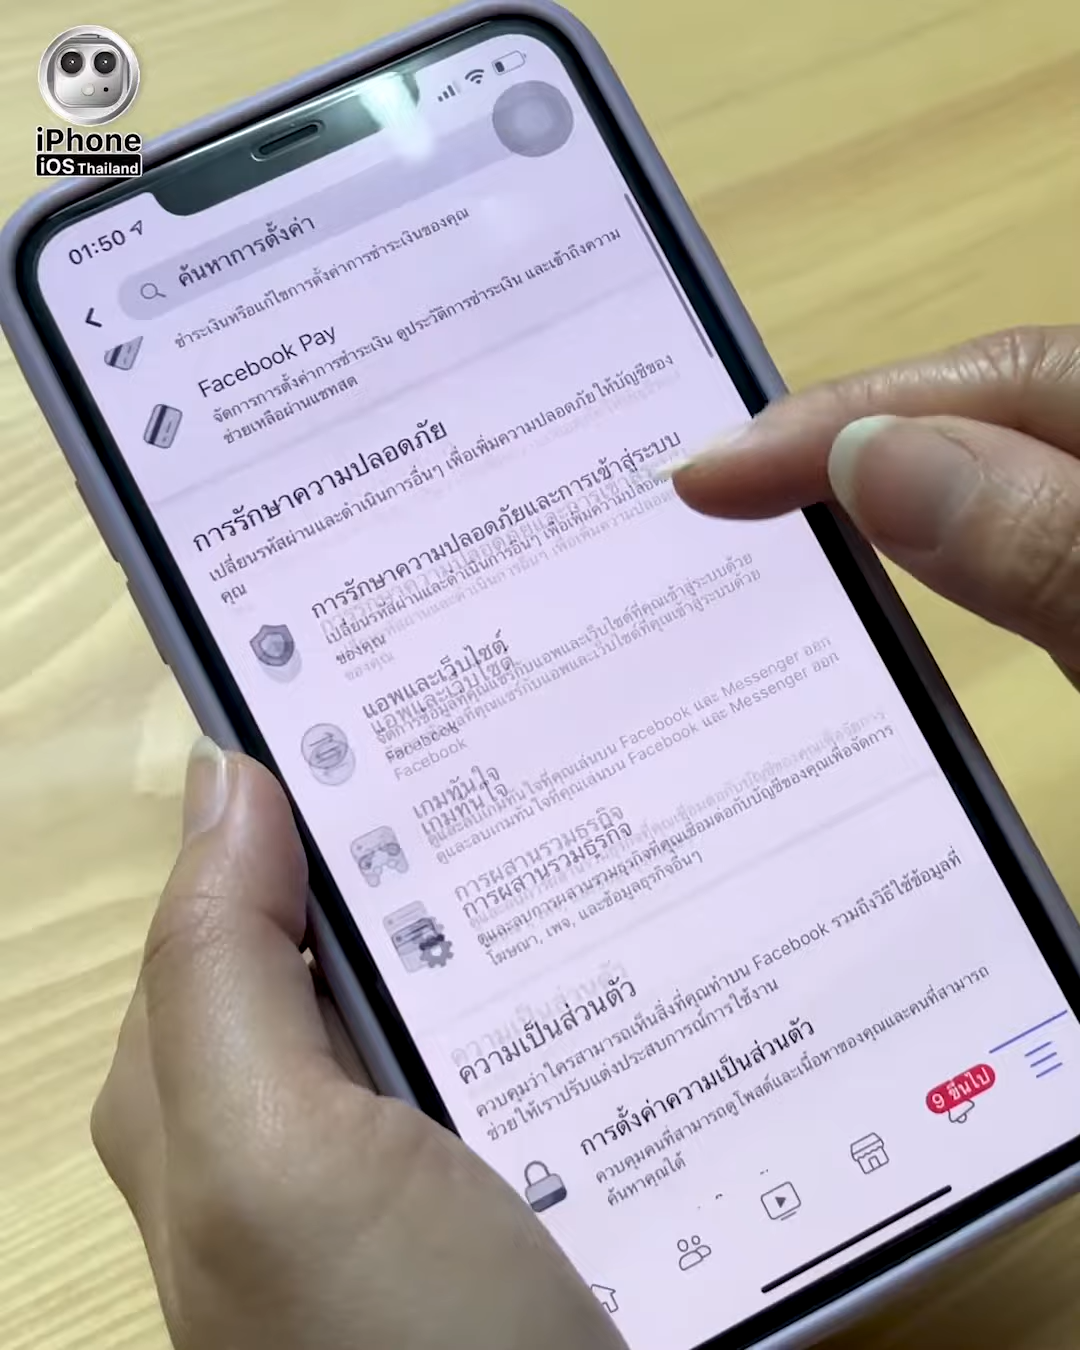 iPhone
iOS Thailand
01:50
ค้นหาการตั้งค่า
ชำระเงินหรือแก้ไขการตั้งค่าการชำระเงินของคุณ
Facebook Pay
จัดการการตั้งค่าการชำระเงิน ดูประวัติการชำระเงิน และเข้าถึงความ
ช่วยเหลือผ่านแชทสด
การรักษาความปลอดภัย
เปลี่ยนรหัสผ่านและดำเนินการอื่นๆ เพื่อเพิ่มความปลอดภัยให้บัญชีของ
คุณ
การรักษาความปลอดภัยและการเข้าสู่ระบบ
เปลี่ยนรหัสผ่านและดำเนินการอื่นๆ เพื่อเพิ่มความปลอดภั
ของคุณ
แอพและเว็บไซต์
จัดการข้อมูลที่คุณแชร์กับแอพและเว็บไซต์ที่คุณเข้าสู่ระบบด้วย
Facebook
เกมทันใจ
ดูและลบเกมทันใจที่คุณเล่นบน Facebook และ Messenger ออก
การผสานรวมธุรกิจ
ดูและลบการผสานรวมธุรกิจที่คุณเชื่อมต่อกับบัญชีของคุณเพื่อจัดการ
โฆษณา, เพจ, และข้อมูลธุรกิจอื่นๆ
ความเป็นส่วนตัว
ควบคุมว่าใครสามารถเห็นสิ่งที่คุณทำบน Facebook รวมถึงวิธีใช้ข้อมูลที่
ช่วยให้เราปรับแต่งประสบการณ์การใช้งาน
การตั้งค่าความเป็นส่วนตัว
ควบคุมคนที่สามารถดูโพสต์และเนื้อหาของคุณและคนที่สามารถ
ค้นหาคุณได้
9 ขึ้นไป